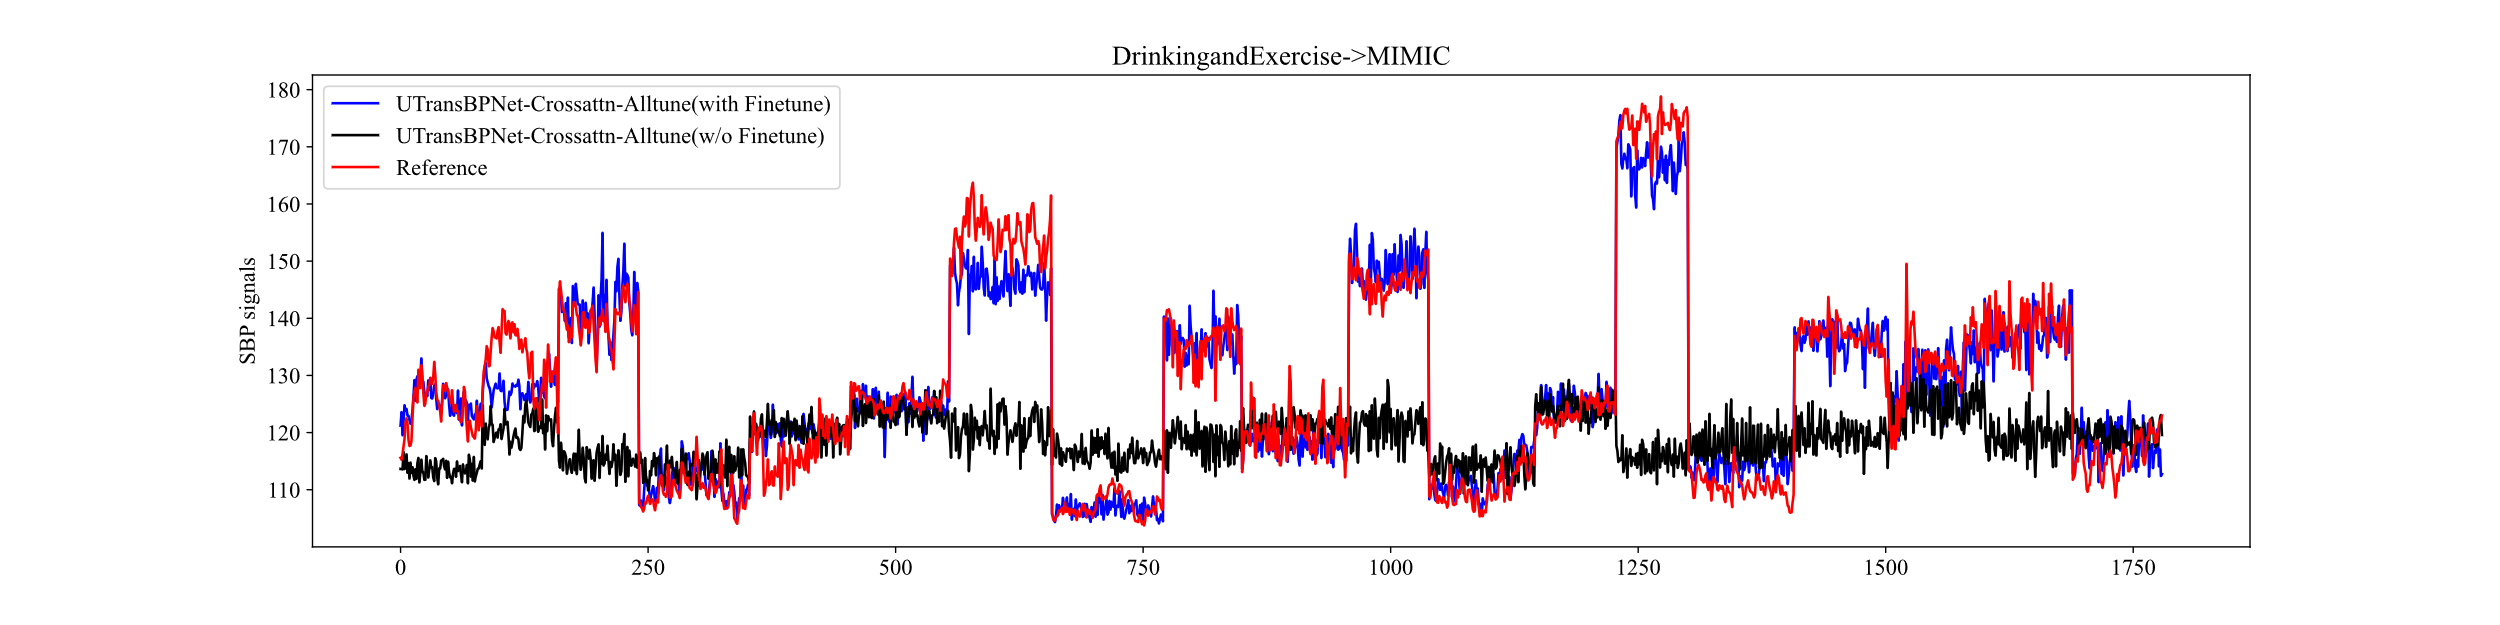 DrinkingandExercise->MIMIC
UTransBPNet-Crossattn-Alltune(with Finetune)
UTransBPNet-Crossattn-Alltune(w/o Finetune)
Reference
SBP signals
180
170
160
150
140
130
120
110
0 250 500 750 1000 1250 1500 1750